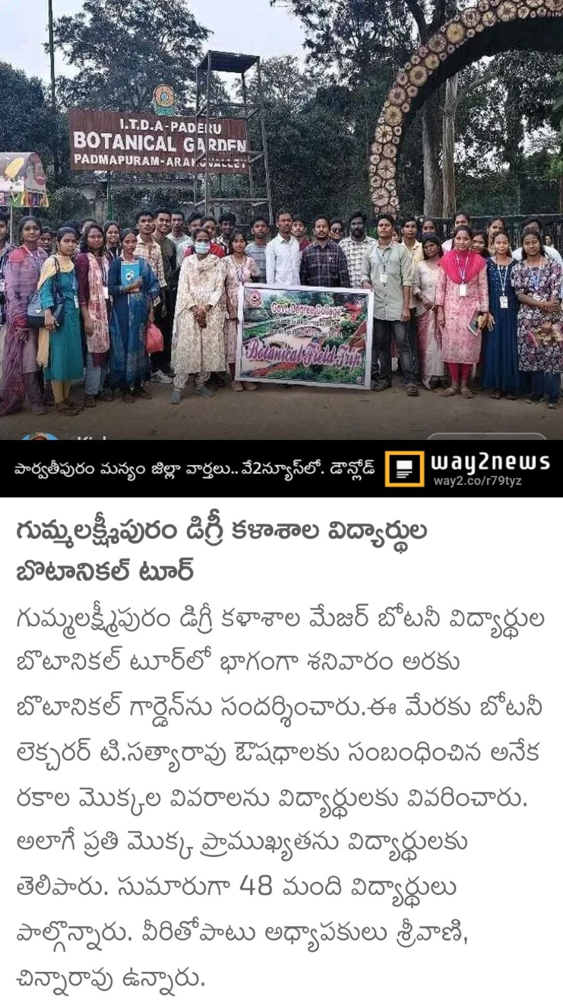 I.T.D.A-PADERU
BOTANICAL GARDEN
PADMAPURAM-ARAKUVALLEY
Govt. Degree College
Botanical Field Trip
పార్వతీపురం మన్యం జిల్లా వార్తలు.. వే2న్యూస్‌లో. డౌన్లోడ్
way2news
way2.co/r79tyz
గుమ్మలక్ష్మీపురం డిగ్రీ కళాశాల విద్యార్థుల
బొటానికల్ టూర్
గుమ్మలక్ష్మీపురం డిగ్రీ కళాశాల మేజర్ బోటనీ విద్యార్థుల
బొటానికల్ టూర్‌లో భాగంగా శనివారం అరకు
బొటానికల్ గార్డెన్‌ను సందర్శించారు.ఈ మేరకు బోటనీ
లెక్చరర్ టి.సత్యారావు ఔషధాలకు సంబంధించిన అనేక
రకాల మొక్కల వివరాలను విద్యార్థులకు వివరించారు.
అలాగే ప్రతి మొక్క ప్రాముఖ్యతను విద్యార్థులకు
తెలిపారు. సుమారుగా 48 మంది విద్యార్థులు
పాల్గొన్నారు. వీరితోపాటు అధ్యాపకులు శ్రీవాణి,
చిన్నారావు ఉన్నారు.